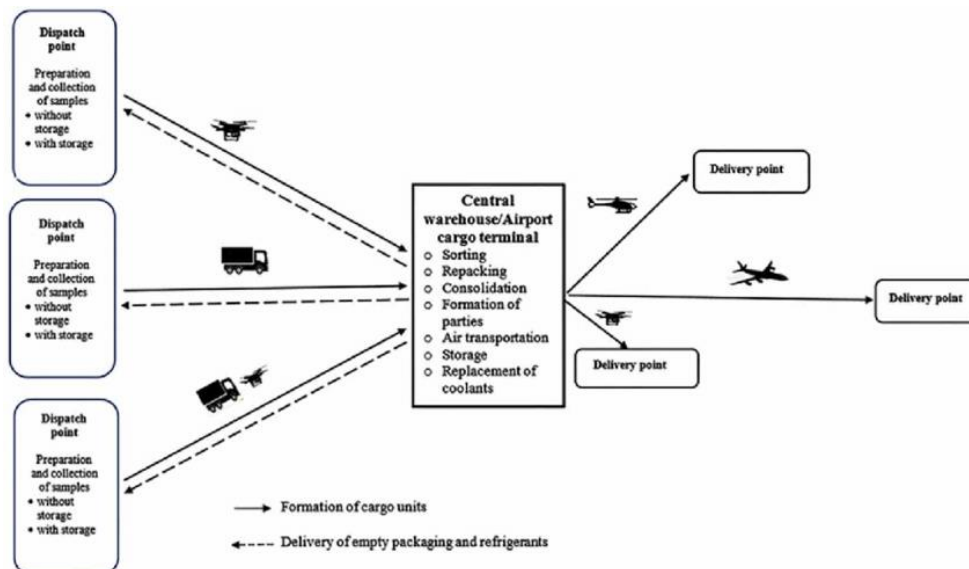 Dispatch
point
Preparation
and collection
of samples
• without
storage
• with storage
Dispatch
point
Preparation
and collection
of samples
• without
storage
• with storage
Dispatch
point
Preparation
and collection
of samples
• without
storage
• with storage
Central
warehouse/Airport
cargo terminal
o Sorting
o Repacking
o Consolidation
o Formation of
parties
o Air transportation
o Storage
o Replacement of
coolants
Delivery point
Delivery point
Delivery point
Formation of cargo units
Delivery of empty packaging and refrigerants